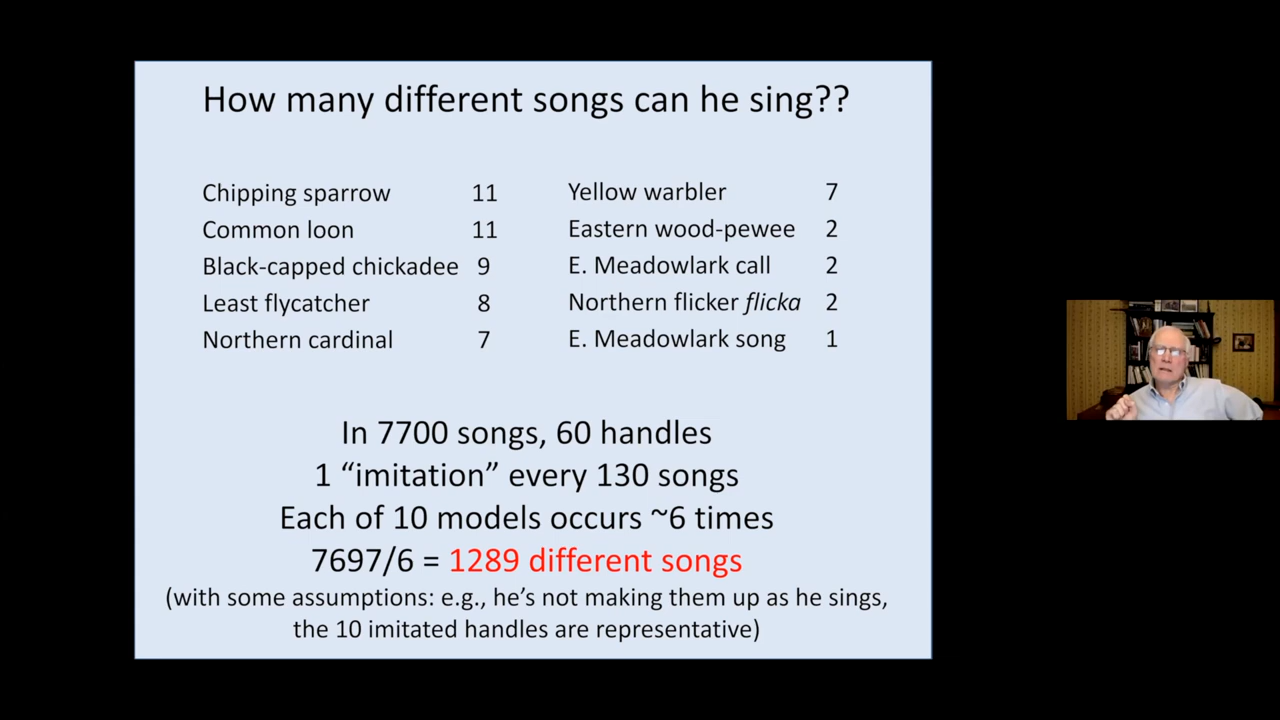 How many different songs can he sing??
Chipping sparrow 11
Common loon 11
Black-capped chickadee 9
Least flycatcher 8
Northern cardinal 7
Yellow warbler 7
Eastern wood-pewee 2
E. Meadowlark call 2
Northern flicker flicka 2
E. Meadowlark song 1
In 7700 songs, 60 handles
1 “imitation” every 130 songs
Each of 10 models occurs ~6 times
7697/6 = 1289 different songs
(with some assumptions: e.g., he’s not making them up as he sings,
the 10 imitated handles are representative)